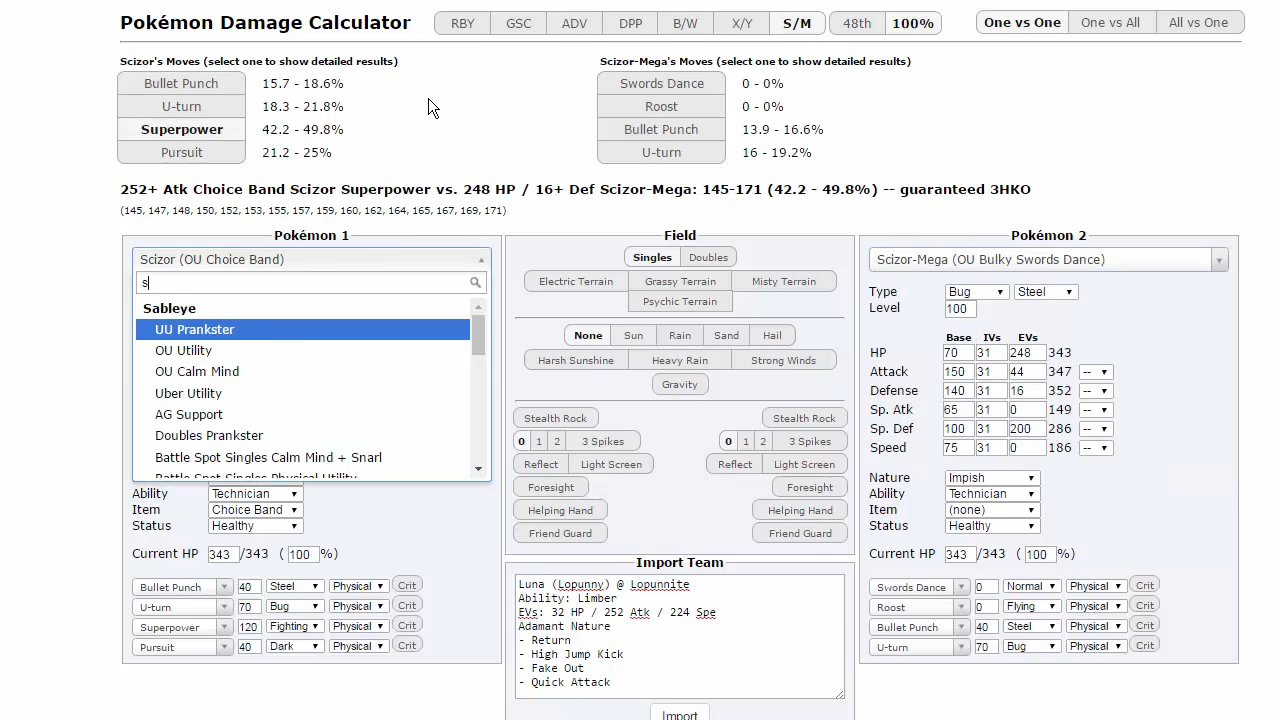 Pokémon Damage Calculator RBY GSC ADV DPP B/W X/Y S/M 48th 100% One vs One One vs All All vs One
Scizor's Moves (select one to show detailed results) Scizor-Mega's Moves (select one to show detailed results)
Bullet Punch 15.7 - 18.6% Swords Dance 0 - 0%
U-turn 18.3 - 21.8% Roost 0 - 0%
Superpower 42.2 - 49.8% Bullet Punch 13.9 - 16.6%
Pursuit 21.2 - 25% U-turn 16 - 19.2%
252+ Atk Choice Band Scizor Superpower vs. 248 HP / 16+ Def Scizor-Mega: 145-171 (42.2 - 49.8%) -- guaranteed 3HKO
(145, 147, 148, 150, 152, 153, 155, 157, 159, 160, 162, 164, 165, 167, 169, 171)
Pokémon 1
Scizor (OU Choice Band)
s
Sableye
UU Prankster
OU Utility
OU Calm Mind
Uber Utility
AG Support
Doubles Prankster
Battle Spot Singles Calm Mind + Snarl
Battle Spot Singles Physical Utility
Ability Technician
Item Choice Band
Status Healthy
Current HP 343/343 ( 100 %)
Bullet Punch 40 Steel Physical Crit
U-turn 70 Bug Physical Crit
Superpower 120 Fighting Physical Crit
Pursuit 40 Dark Physical Crit
Field
Singles Doubles
Electric Terrain Grassy Terrain Misty Terrain
Psychic Terrain
None Sun Rain Sand Hail
Harsh Sunshine Heavy Rain Strong Winds
Gravity
Stealth Rock Stealth Rock
0 1 2 3 Spikes 0 1 2 3 Spikes
Reflect Light Screen Reflect Light Screen
Foresight Foresight
Helping Hand Helping Hand
Friend Guard Friend Guard
Import Team
Luna (Lopunny) @ Lopunnite
Ability: Limber
EVs: 32 HP / 252 Atk / 224 Spe
Adamant Nature
- Return
- High Jump Kick
- Fake Out
- Quick Attack
Import
Pokémon 2
Scizor-Mega (OU Bulky Swords Dance)
Type Bug Steel
Level 100
Base IVs EVs
HP 70 31 248 343
Attack 150 31 44 347 --
Defense 140 31 16 352 --
Sp. Atk 65 31 0 149 --
Sp. Def 100 31 200 286 --
Speed 75 31 0 186 --
Nature Impish
Ability Technician
Item (none)
Status Healthy
Current HP 343/343 ( 100 %)
Swords Dance 0 Normal Physical Crit
Roost 0 Flying Physical Crit
Bullet Punch 40 Steel Physical Crit
U-turn 70 Bug Physical Crit